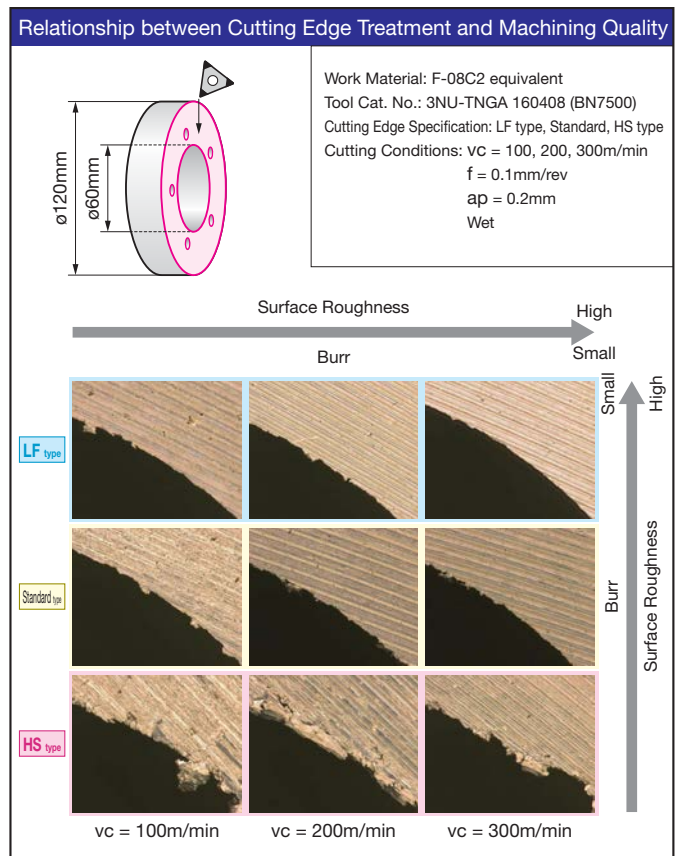 Relationship between Cutting Edge Treatment and Machining Quality
ø120mm
ø60mm
Work Material: F-08C2 equivalent
Tool Cat. No.: 3NU-TNGA 160408 (BN7500)
Cutting Edge Specification: LF type, Standard, HS type
Cutting Conditions: vc = 100, 200, 300m/min
f = 0.1mm/rev
ap = 0.2mm
Wet
Surface Roughness
High
Burr
Small
Small
High
LF type
Standard type
Burr
Surface Roughness
HS type
vc = 100m/min
vc = 200m/min
vc = 300m/min